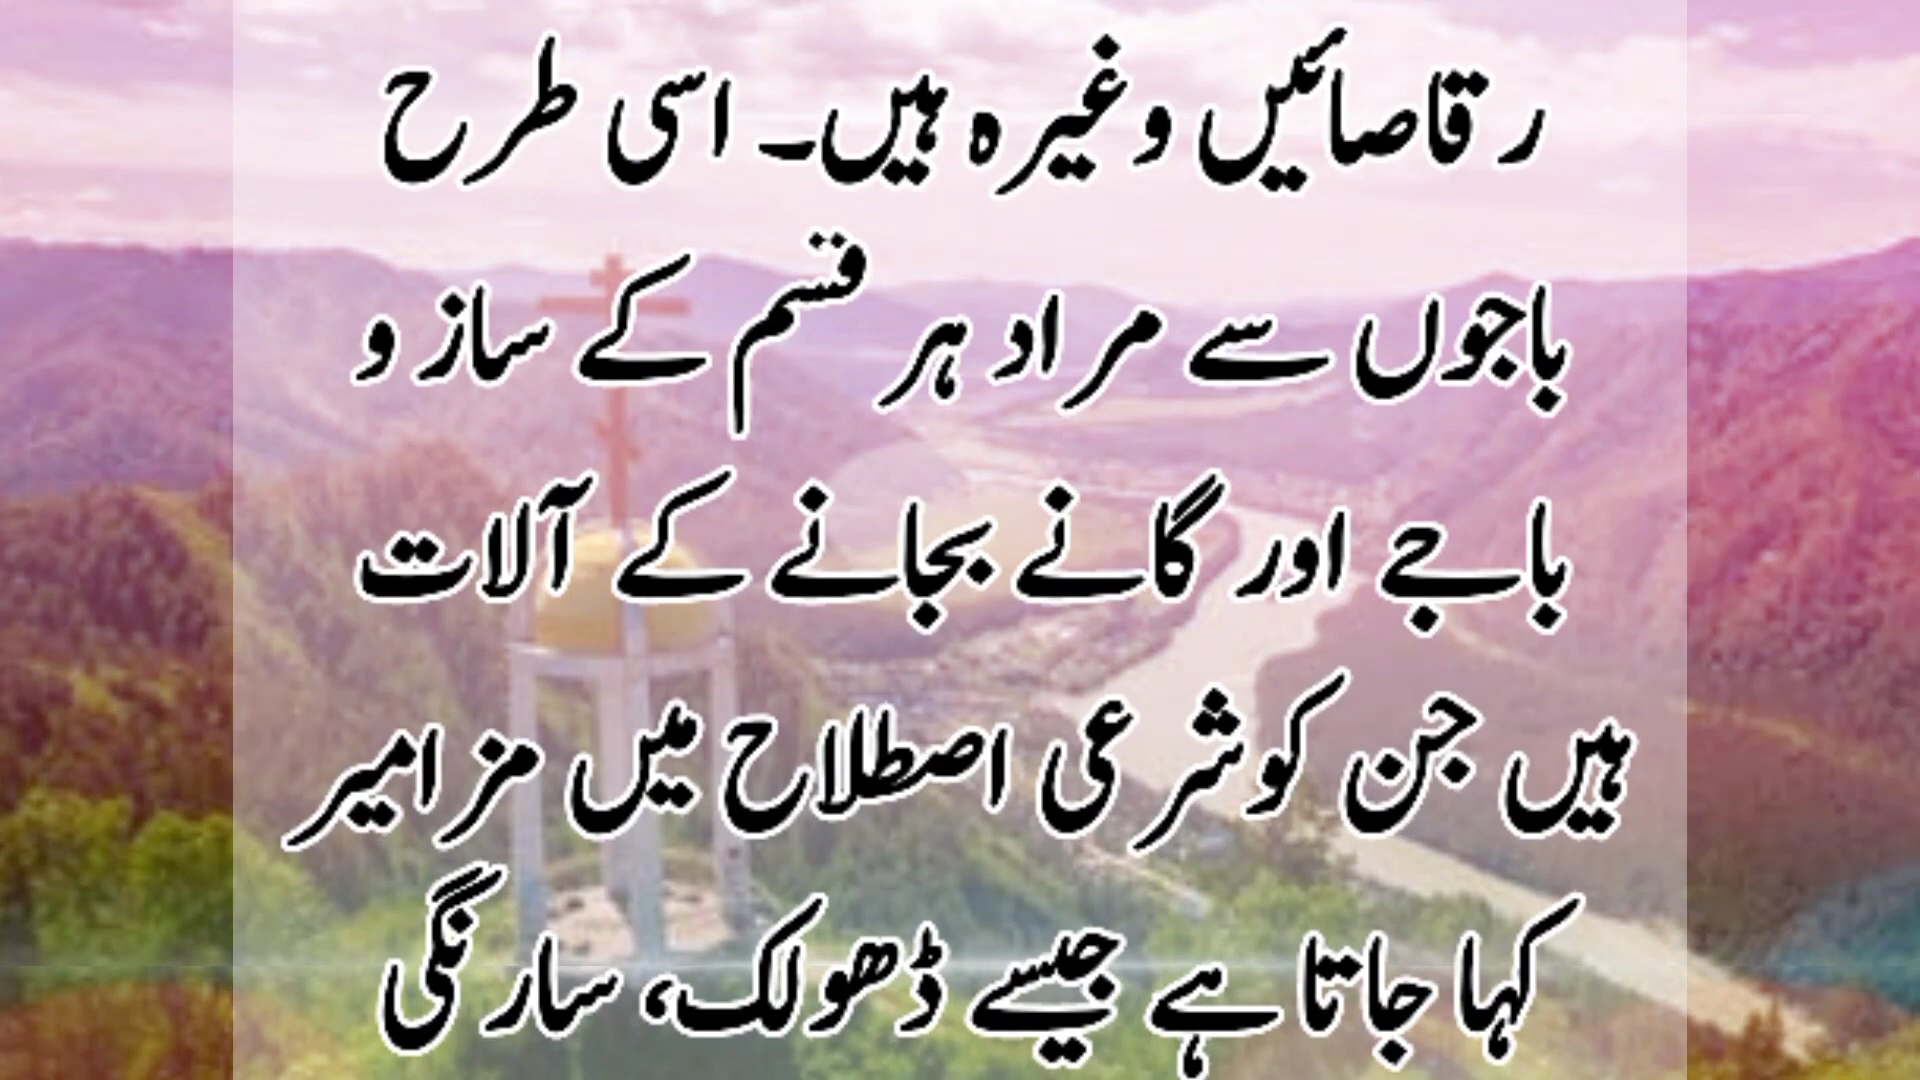 رقاصائیں وغیرہ ہیں۔ اسی طرح
باجوں سے مراد ہر قسم کے ساز و
باجے اور گانے بجانے کے آلات
ہیں جن کو شرعی اصطلاح میں مزامیر
کہا جاتا ہے جیسے ڈھولک، سارنگی